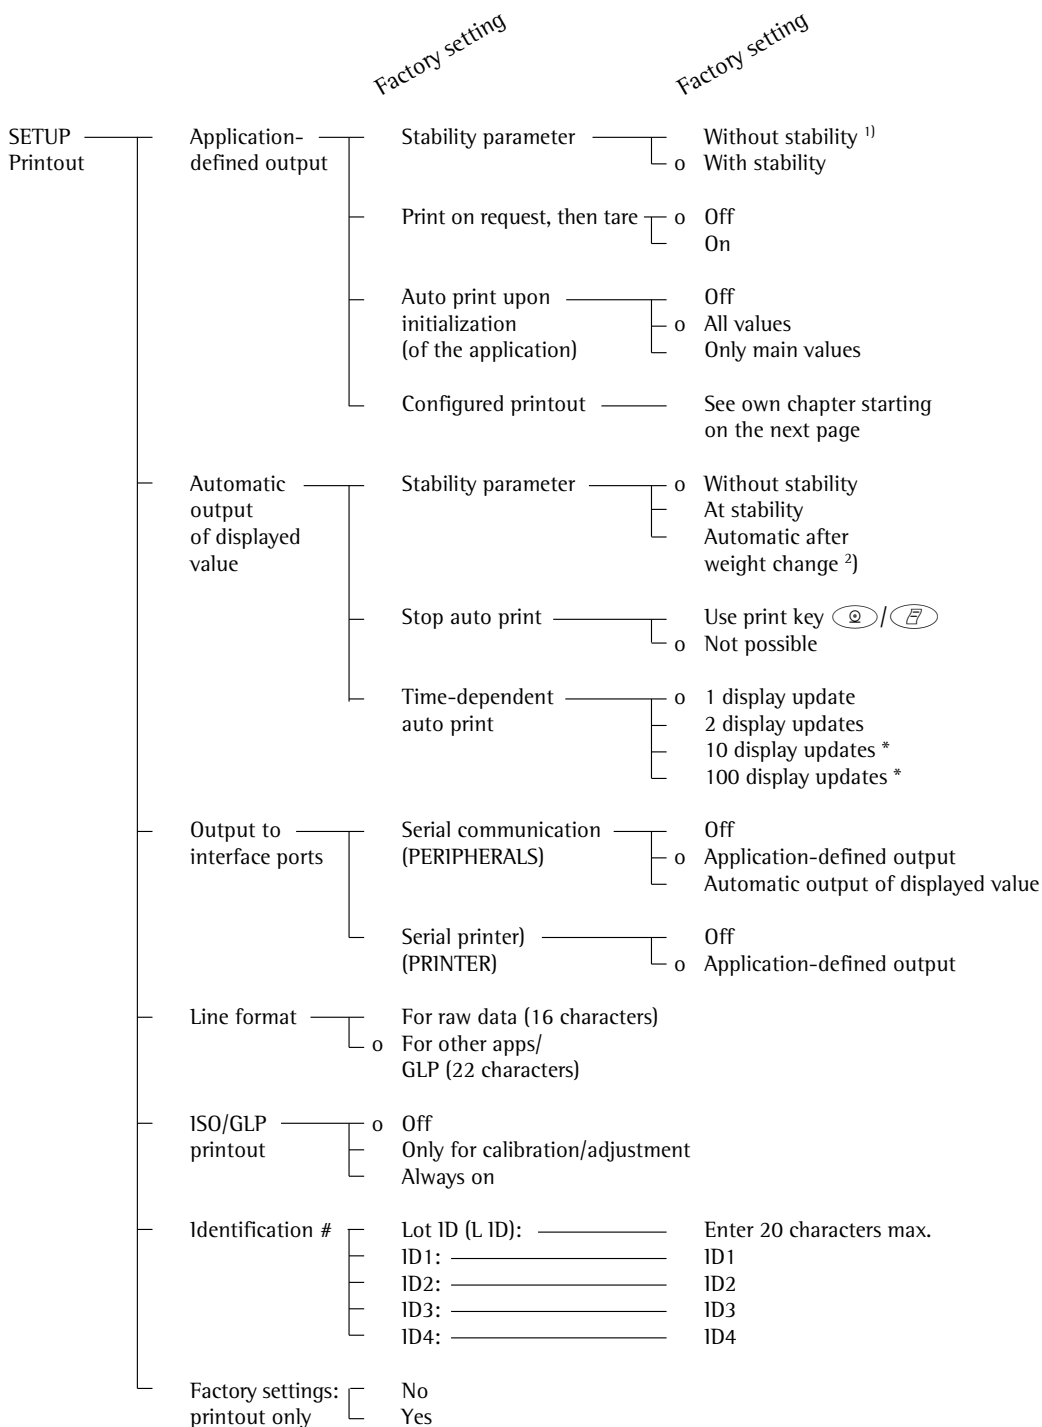 Factory setting Factory setting
SETUP Application- Stability parameter Without stability 1)
Printout defined output o With stability
Print on request, then tare o Off
On
Auto print upon Off
initialization o All values
(of the application) Only main values
Configured printout See own chapter starting
on the next page
Automatic Stability parameter o Without stability
output At stability
of displayed Automatic after
value weight change 2)
Stop auto print Use print key /
o Not possible
Time-dependent o 1 display update
auto print 2 display updates
10 display updates *
100 display updates *
Output to Serial communication Off
interface ports (PERIPHERALS) o Application-defined output
Automatic output of displayed value
Serial printer) Off
(PRINTER) o Application-defined output
Line format For raw data (16 characters)
o For other apps/
GLP (22 characters)
ISO/GLP o Off
printout Only for calibration/adjustment
Always on
Identification # Lot ID (L ID): Enter 20 characters max.
ID1: ID1
ID2: ID2
ID3: ID3
ID4: ID4
Factory settings: No
printout only Yes